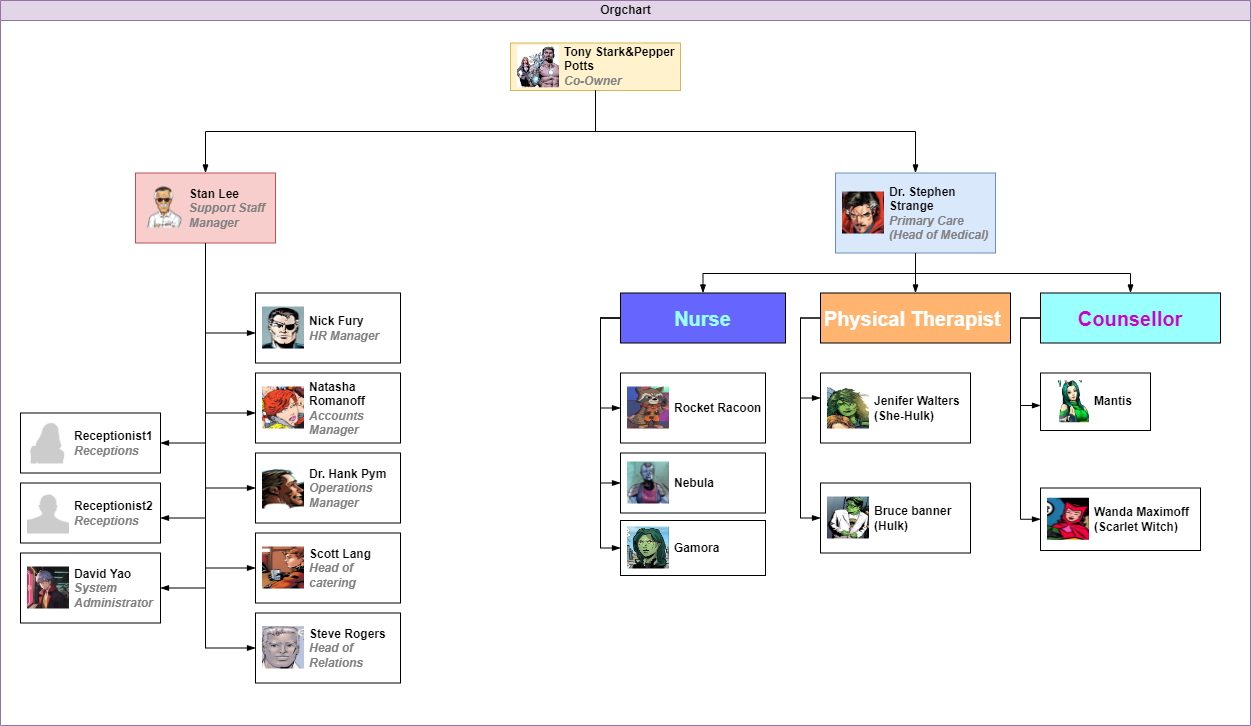 Orgchart
Tony Stark&Pepper
Potts
Co-Owner
Stan Lee
Support Staff
Manager
Dr. Stephen
Strange
Primary Care
(Head of Medical)
Nick Fury
HR Manager
Natasha
Romanoff
Accounts
Manager
Dr. Hank Pym
Operations
Manager
Scott Lang
Head of
catering
Steve Rogers
Head of
Relations
Receptionist1
Receptions
Receptionist2
Receptions
David Yao
System
Administrator
Nurse
Rocket Racoon
Nebula
Gamora
Physical Therapist
Jenifer Walters
(She-Hulk)
Bruce banner
(Hulk)
Counsellor
Mantis
Wanda Maximoff
(Scarlet Witch)